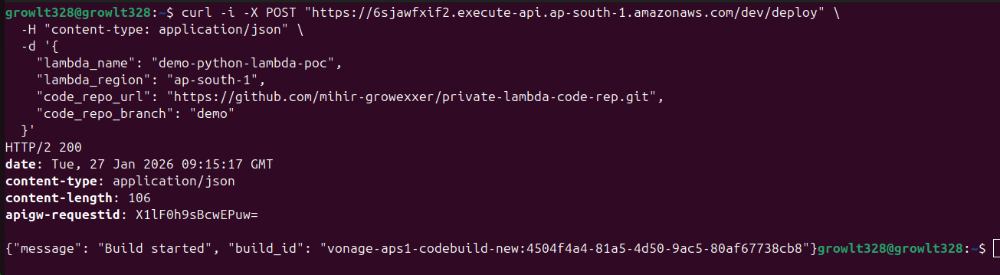 growlt328@growlt328:~$ curl -i -X POST "https://6sjawfxif2.execute-api.ap-south-1.amazonaws.com/dev/deploy" \
  -H "content-type: application/json" \
  -d '{
    "lambda_name": "demo-python-lambda-poc",
    "lambda_region": "ap-south-1",
    "code_repo_url": "https://github.com/mihir-growexxer/private-lambda-code-rep.git",
    "code_repo_branch": "demo"
  }'
HTTP/2 200
date: Tue, 27 Jan 2026 09:15:17 GMT
content-type: application/json
content-length: 106
apigw-requestid: X1lF0h9sBcwEPuw=

{"message": "Build started", "build_id": "vonage-aps1-codebuild-new:4504f4a4-81a5-4d50-9ac5-80af67738cb8"}growlt328@growlt328:~$